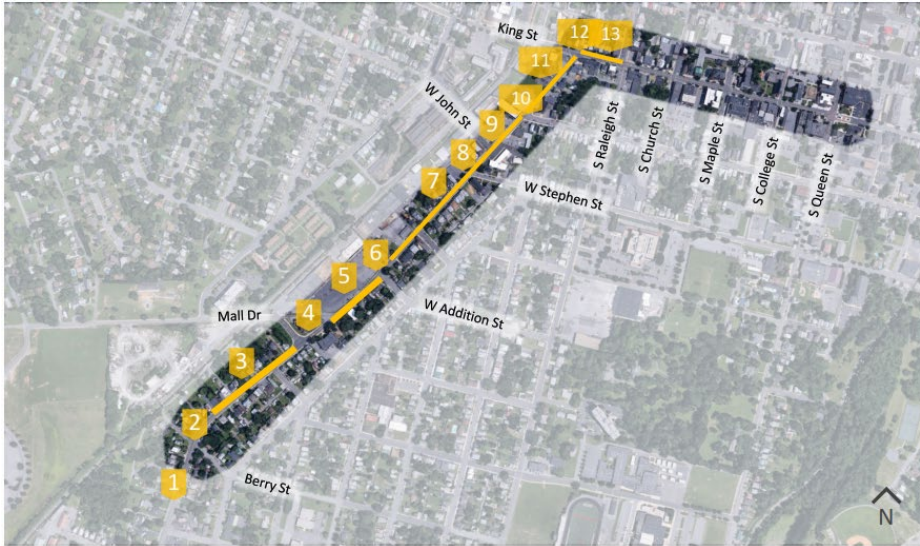 King St
12
13
11
W John St
10
9
8
7
S Raleigh St
S Church St
S Maple St
S College St
S Queen St
W Stephen St
6
5
4
Mall Dr
W Addition St
3
2
1
Berry St
N